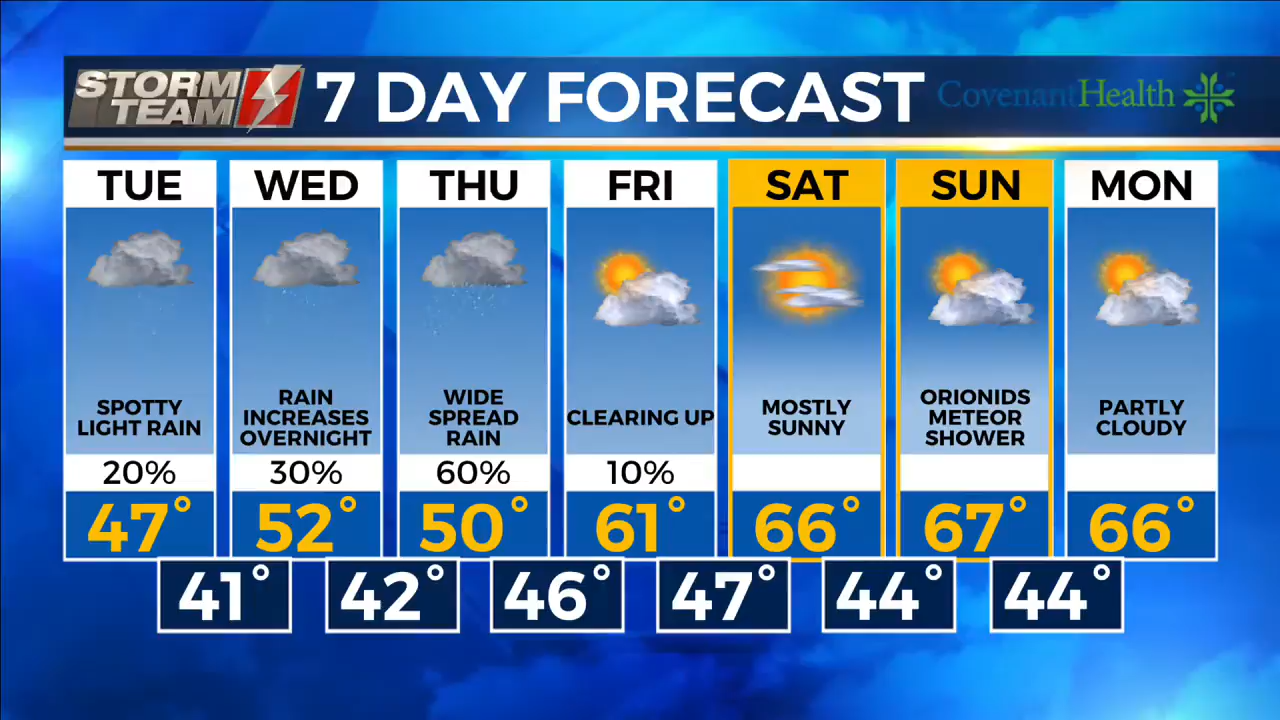 STORM TEAM 7 DAY FORECAST CovenantHealth
TUE WED THU FRI SAT SUN MON
SPOTTY
LIGHT RAIN
RAIN
INCREASES
OVERNIGHT
WIDE
SPREAD
RAIN
CLEARING UP
MOSTLY
SUNNY
ORIONIDS
METEOR
SHOWER
PARTLY
CLOUDY
20% 30% 60% 10%
47° 52° 50° 61° 66° 67° 66°
41° 42° 46° 47° 44° 44°